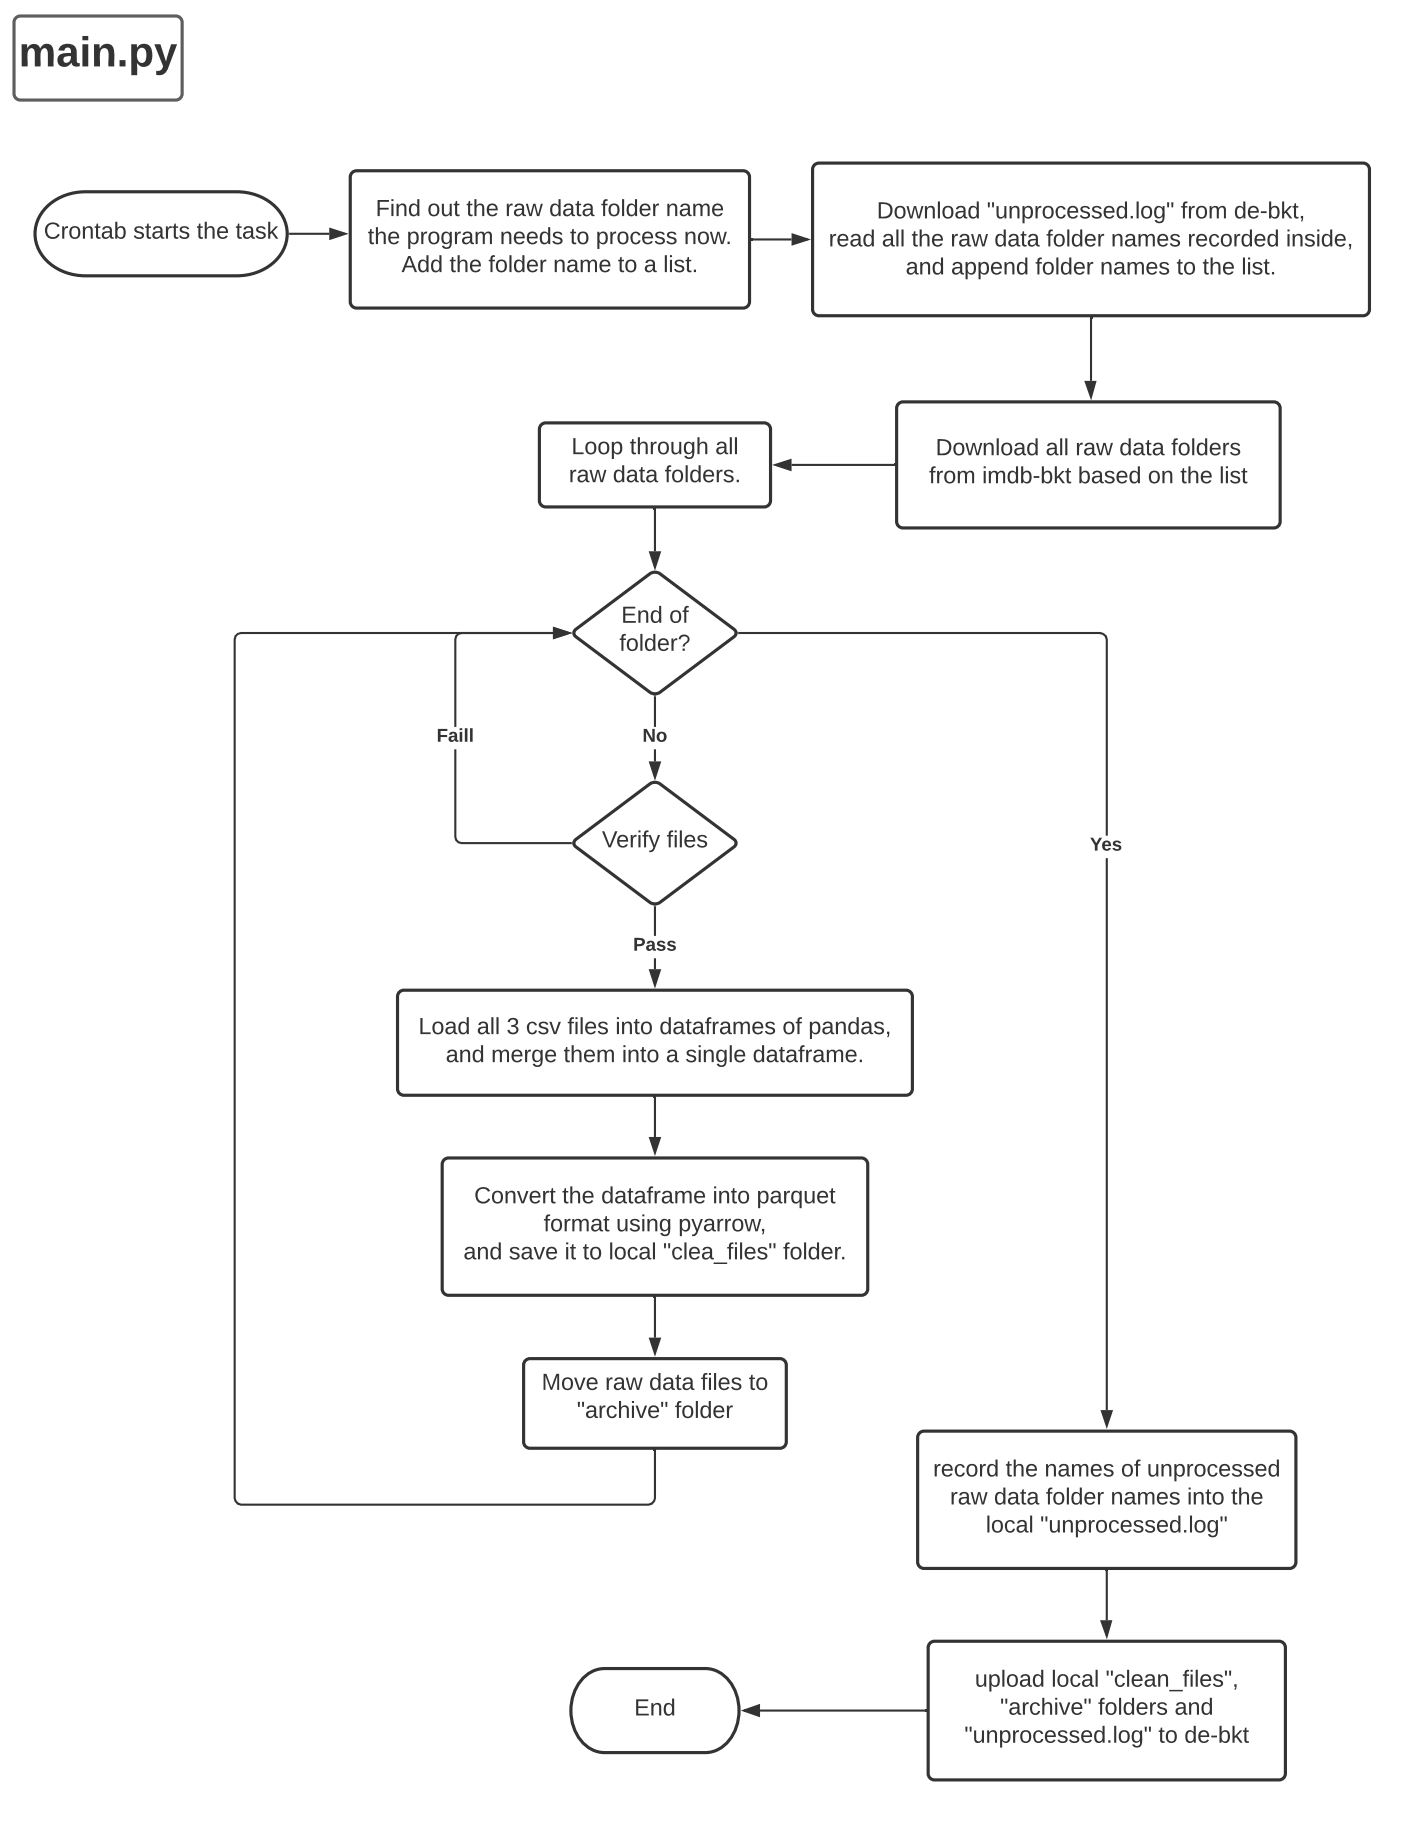 main.py
Crontab starts the task
Find out the raw data folder name
the program needs to process now.
Add the folder name to a list.
Download "unprocessed.log" from de-bkt,
read all the raw data folder names recorded inside,
and append folder names to the list.
Download all raw data folders
from imdb-bkt based on the list
Loop through all
raw data folders.
End of
folder?
Faill
No
Verify files
Yes
Pass
Load all 3 csv files into dataframes of pandas,
and merge them into a single dataframe.
Convert the dataframe into parquet
format using pyarrow,
and save it to local "clea_files" folder.
Move raw data files to
"archive" folder
record the names of unprocessed
raw data folder names into the
local "unprocessed.log"
upload local "clean_files",
"archive" folders and
"unprocessed.log" to de-bkt
End